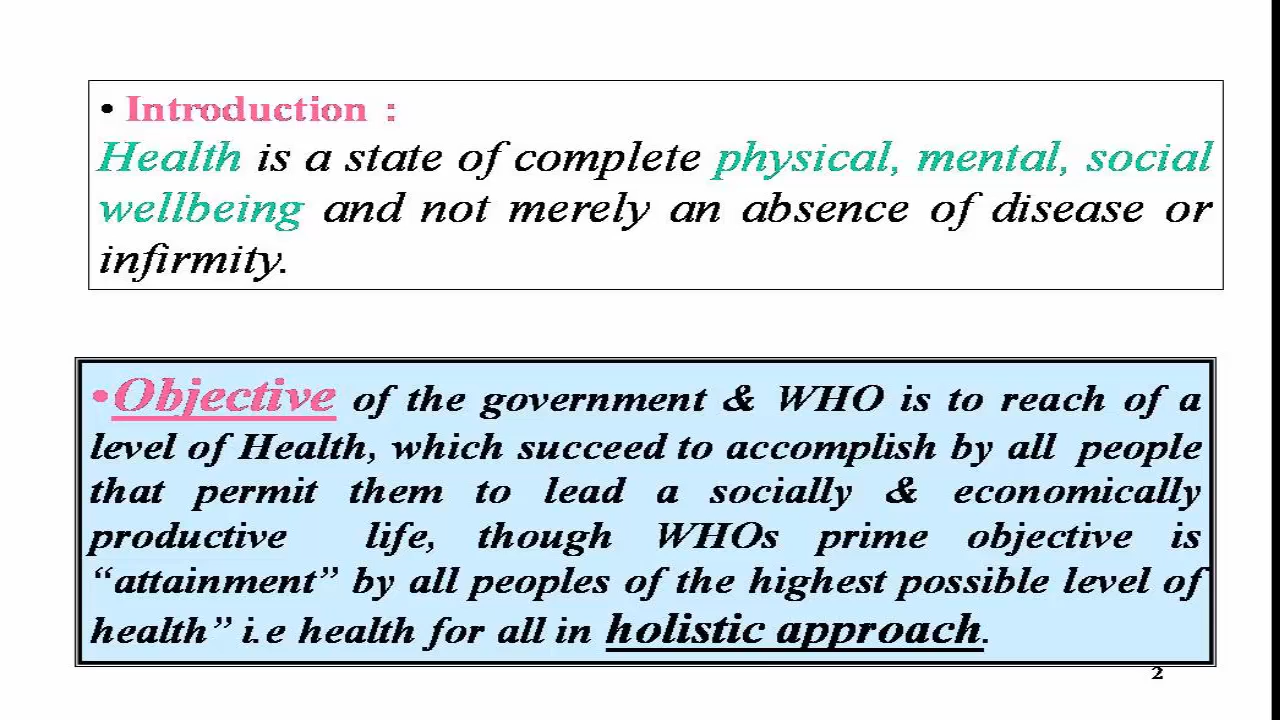 • Introduction :
Health is a state of complete physical, mental, social
wellbeing and not merely an absence of disease or
infirmity.
•Objective of the government & WHO is to reach of a
level of Health, which succeed to accomplish by all people
that permit them to lead a socially & economically
productive life, though WHOs prime objective is
“attainment” by all peoples of the highest possible level of
health” i.e health for all in holistic approach.
2